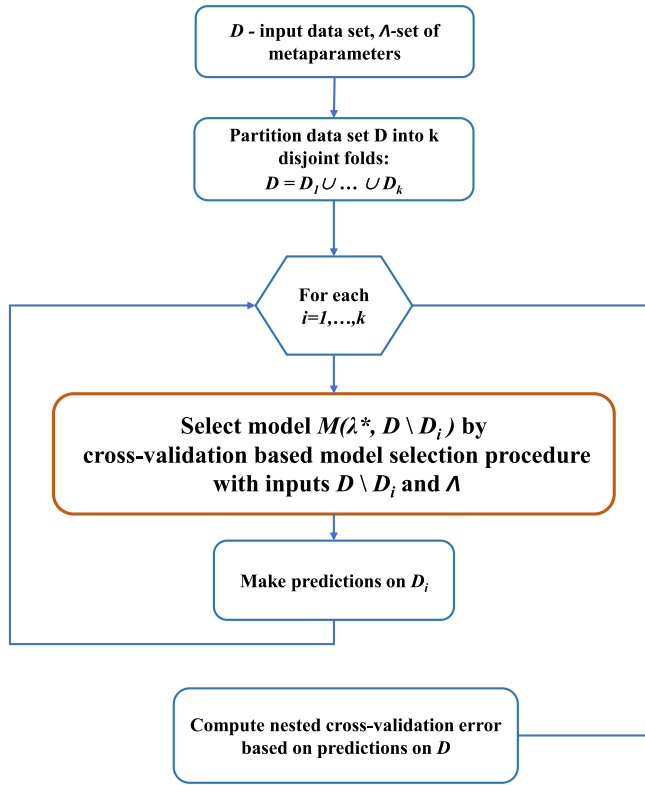 D - input data set, Λ-set of
metaparameters
Partition data set D into k
disjoint folds:
D = D₁∪ … ∪ Dₖ
For each
i=1,…,k
Select model M(λ*, D \ Dᵢ ) by
cross-validation based model selection procedure
with inputs D \ Dᵢ and Λ
Make predictions on Dᵢ
Compute nested cross-validation error
based on predictions on D